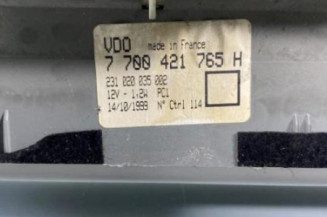 VDO made in France
7 700 421 765 H
231 020 035 002
12V - 1.2W PC1
14/10/1999 N° Ctrl 114